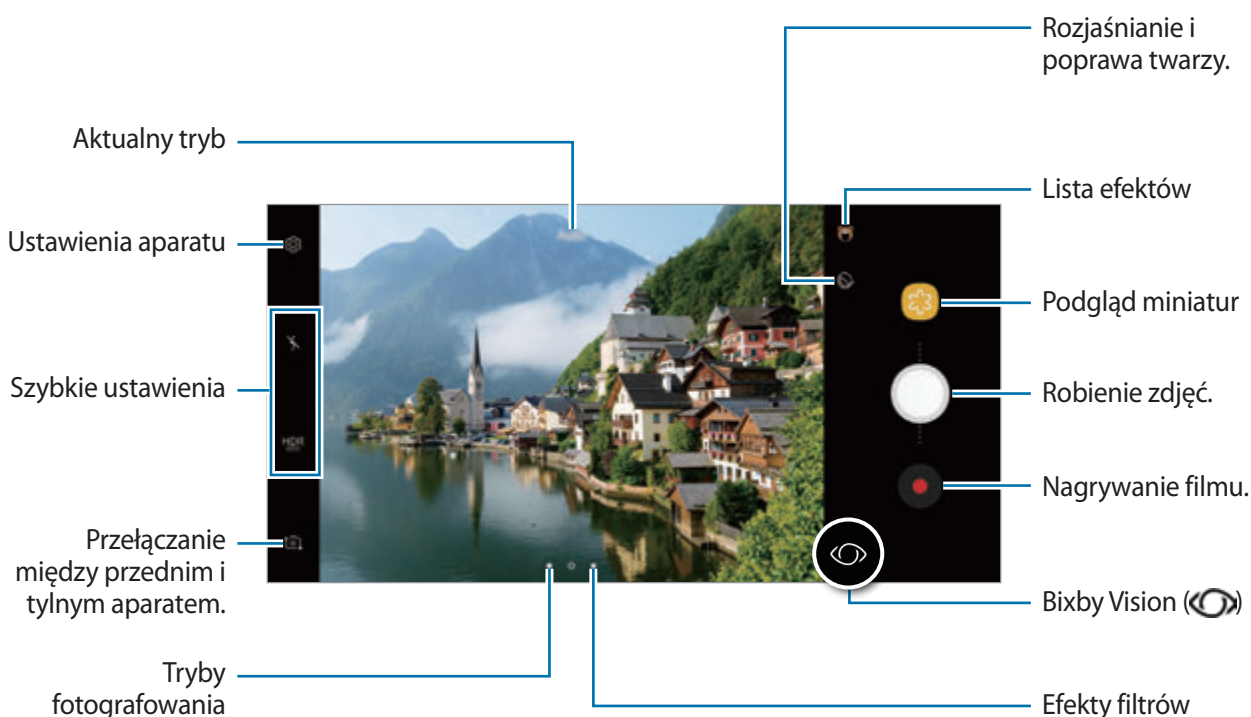 Rozjaśnianie i
poprawa twarzy.
Aktualny tryb
Lista efektów
Ustawienia aparatu
Podgląd miniatur
Szybkie ustawienia
Robienie zdjęć.
HDR
Nagrywanie filmu.
Przełączanie
między przednim i
tylnym aparatem.
Bixby Vision ()
Tryby
fotografowania
Efekty filtrów